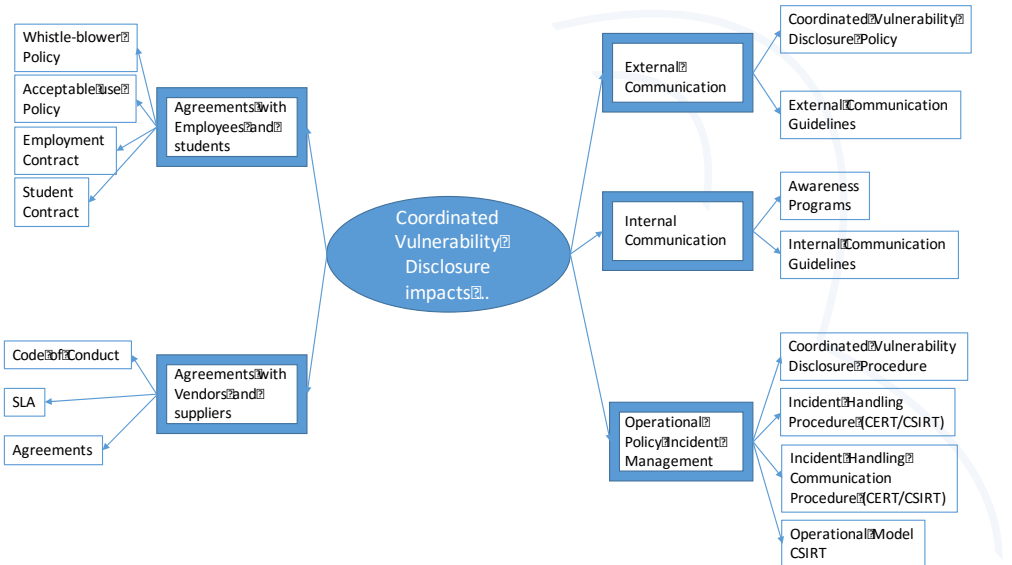 Whistle-blower
Policy
Acceptable use
Policy
Employment
Contract
Student
Contract
Agreements with
Employees and
students
Code of Conduct
SLA
Agreements
Agreements with
Vendors and
suppliers
Coordinated
Vulnerability
Disclosure
impacts ..
External
Communication
Coordinated Vulnerability
Disclosure Policy
External Communication
Guidelines
Internal
Communication
Awareness
Programs
Internal Communication
Guidelines
Operational
Policy Incident
Management
Coordinated Vulnerability
Disclosure Procedure
Incident Handling
Procedure (CERT/CSIRT)
Incident Handling
Communication
Procedure (CERT/CSIRT)
Operational Model
CSIRT